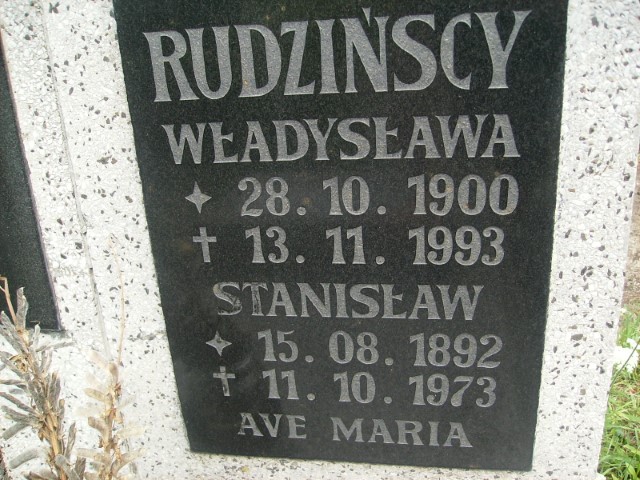 RUDZIŃSCY
WŁADYSŁAWA
✦ 28. 10. 1900
✝ 13. 11. 1993
STANISŁAW
✦ 15. 08. 1892
✝ 11. 10. 1973
AVE MARIA